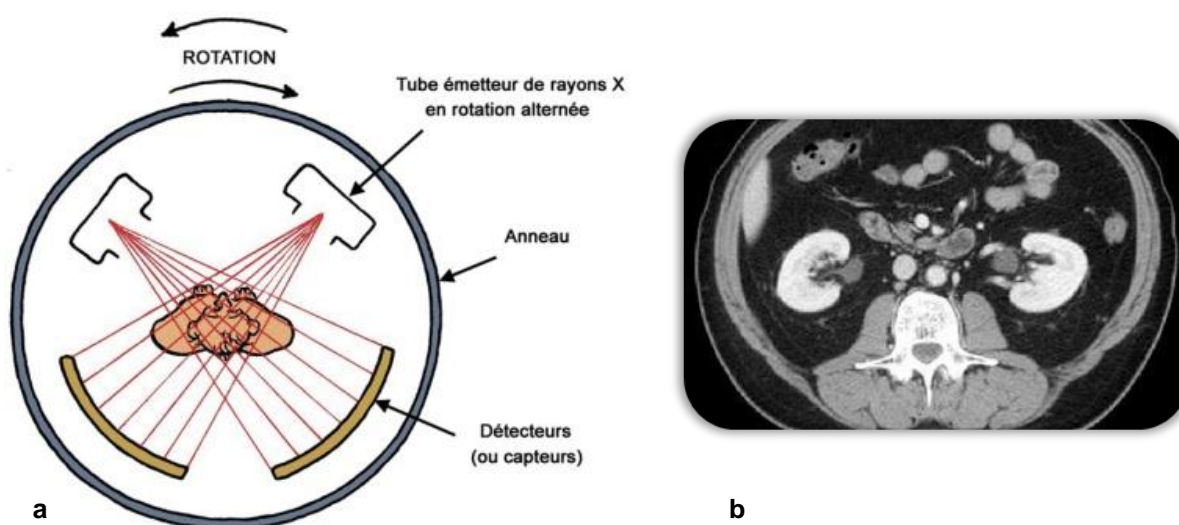 ROTATION
Tube émetteur de rayons X
en rotation alternée
Anneau
Détecteurs
(ou capteurs)
a
b